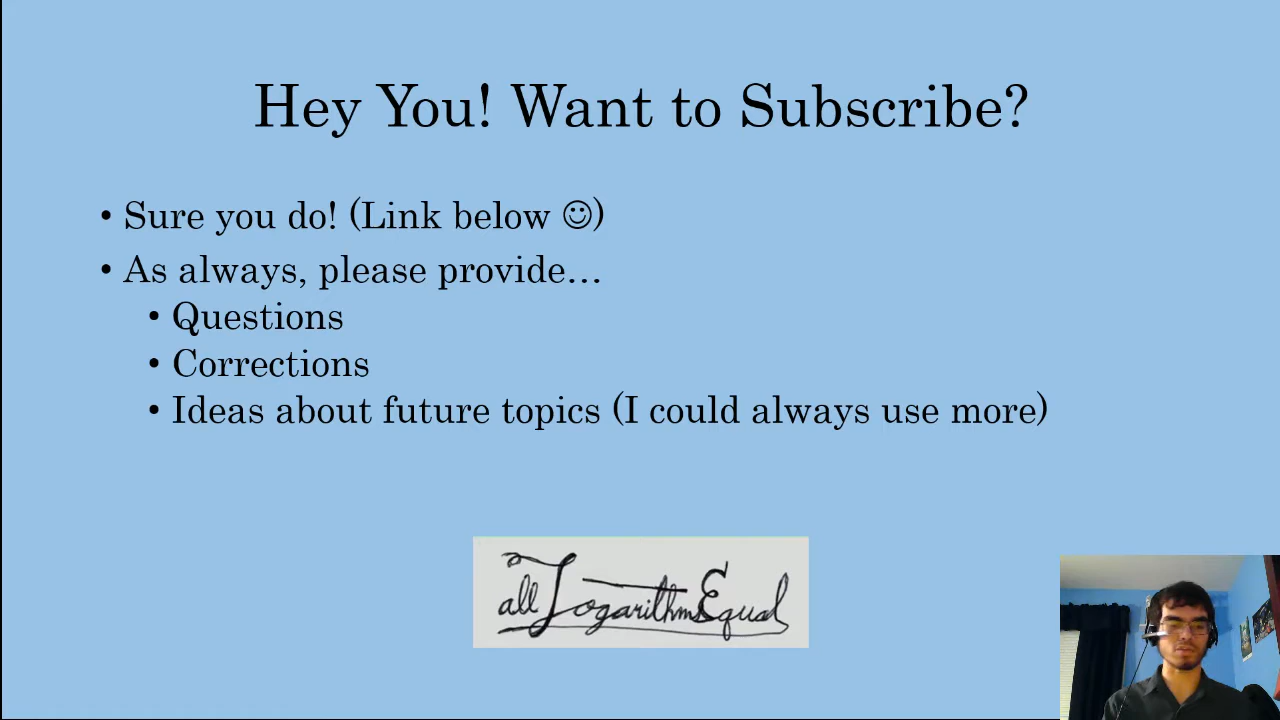 Hey You! Want to Subscribe?
• Sure you do! (Link below ☺)
• As always, please provide…
• Questions
• Corrections
• Ideas about future topics (I could always use more)
all Logarithms Equal